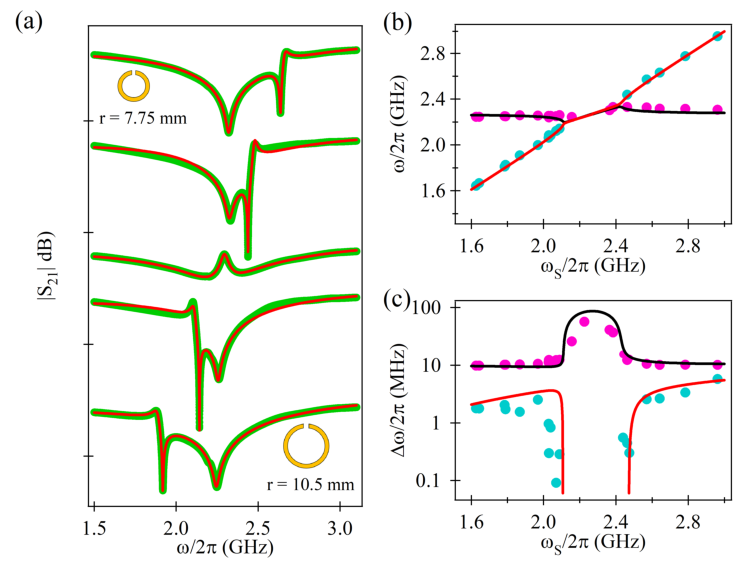 (a)
|S21| dB
r = 7.75 mm
r = 10.5 mm
1.5 2.0 2.5 3.0
ω/2π (GHz)
(b)
ω/2π (GHz)
2.8
2.4
2.0
1.6
1.6 2.0 2.4 2.8
ωS/2π (GHz)
(c)
Δω/2π (MHz)
100
10
1
0.1
1.6 2.0 2.4 2.8
ωS/2π (GHz)